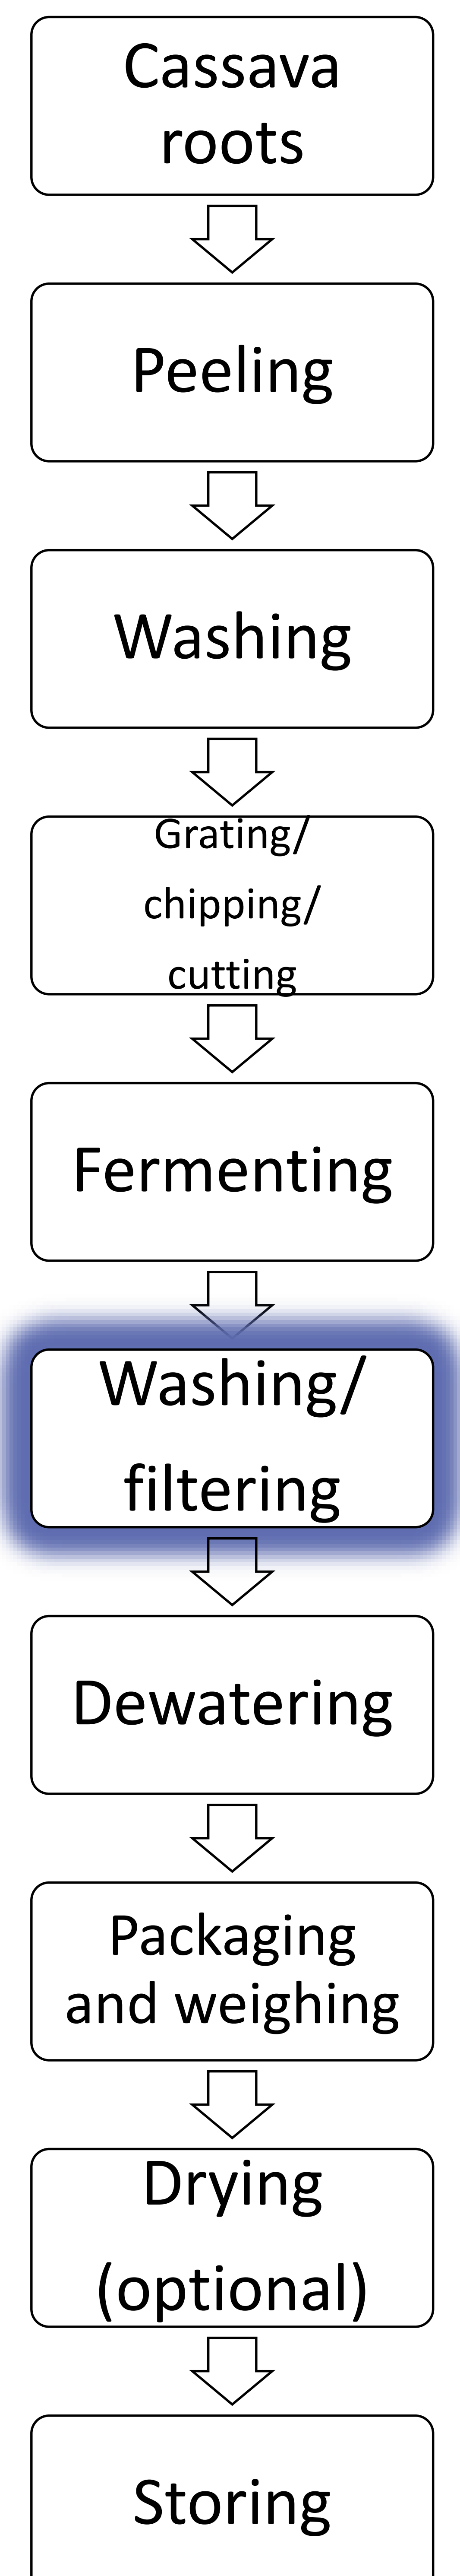 Cassava
roots
Peeling
Washing
Grating/
chipping/
cutting
Fermenting
Washing/
filtering
Dewatering
Packaging
and weighing
Drying
(optional)
Storing